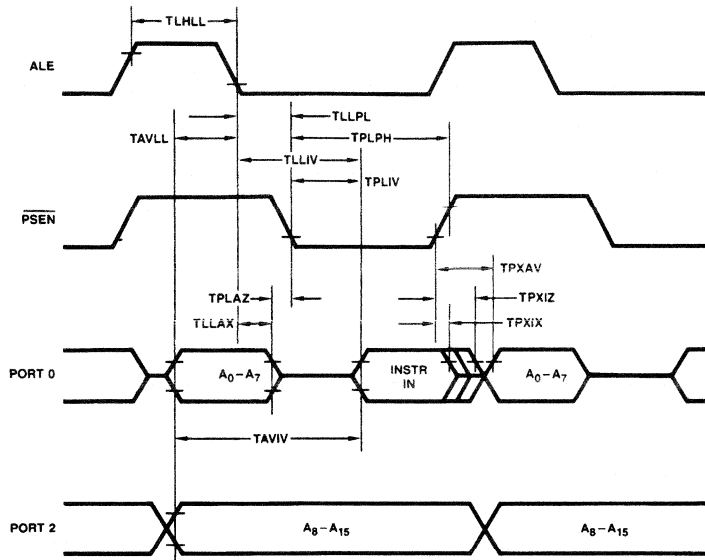 TLHLL
ALE
TLLPL
TAVLL
TPLPH
TLLIV
TPLIV
PSEN
TPXAV
TPLAZ
TPXIZ
TLLAX
TPXIX
PORT 0
A0–A7
INSTR
IN
A0–A7
TAVIV
PORT 2
A8–A15
A8–A15